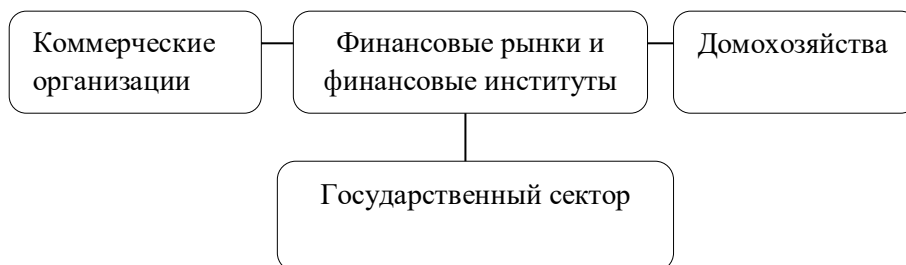 Коммерческие
организации
Финансовые рынки и
финансовые институты
Домохозяйства
Государственный сектор